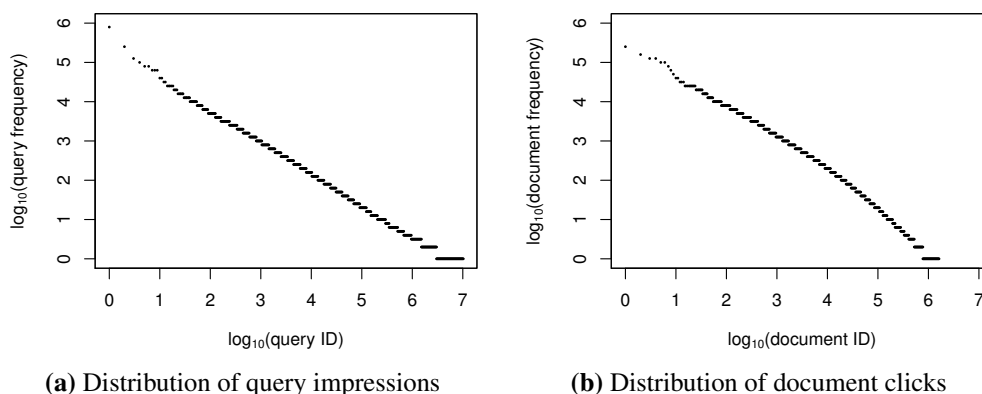 log₁₀(query frequency)
6
5
4
3
2
1
0
0 1 2 3 4 5 6 7
log₁₀(query ID)
(a) Distribution of query impressions
log₁₀(document frequency)
6
5
4
3
2
1
0
0 1 2 3 4 5 6 7
log₁₀(document ID)
(b) Distribution of document clicks